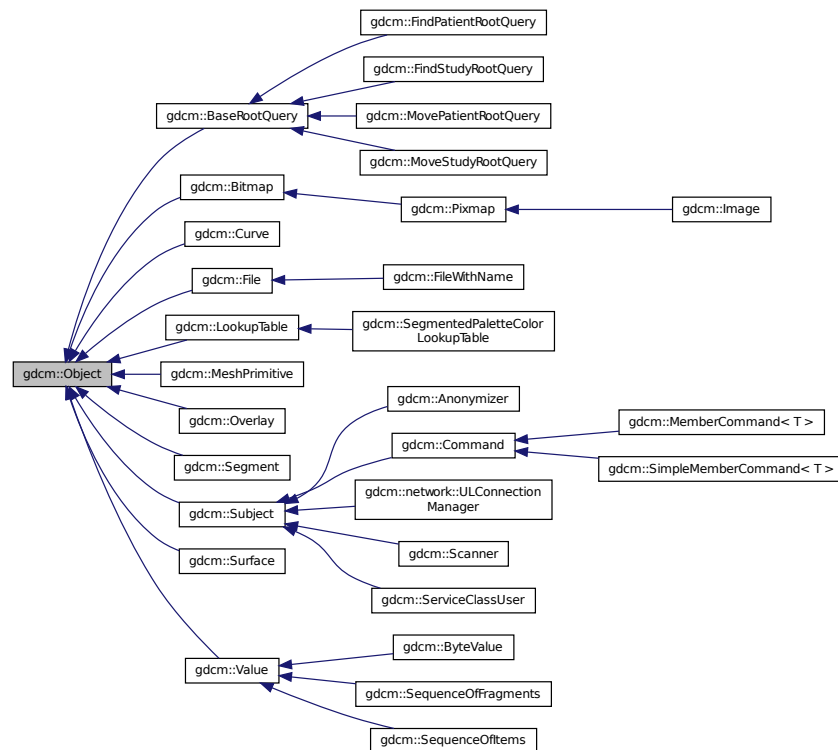 gdcm::FindPatientRootQuery
gdcm::FindStudyRootQuery
gdcm::BaseRootQuery
gdcm::MovePatientRootQuery
gdcm::MoveStudyRootQuery
gdcm::Bitmap
gdcm::Pixmap
gdcm::Image
gdcm::Curve
gdcm::File
gdcm::FileWithName
gdcm::LookupTable
gdcm::SegmentedPaletteColor
LookupTable
gdcm::Object
gdcm::MeshPrimitive
gdcm::Overlay
gdcm::Anonymizer
gdcm::Command
gdcm::MemberCommand< T >
gdcm::SimpleMemberCommand< T >
gdcm::Segment
gdcm::Subject
gdcm::network::ULConnection
Manager
gdcm::Scanner
gdcm::Surface
gdcm::ServiceClassUser
gdcm::Value
gdcm::ByteValue
gdcm::SequenceOfFragments
gdcm::SequenceOfItems